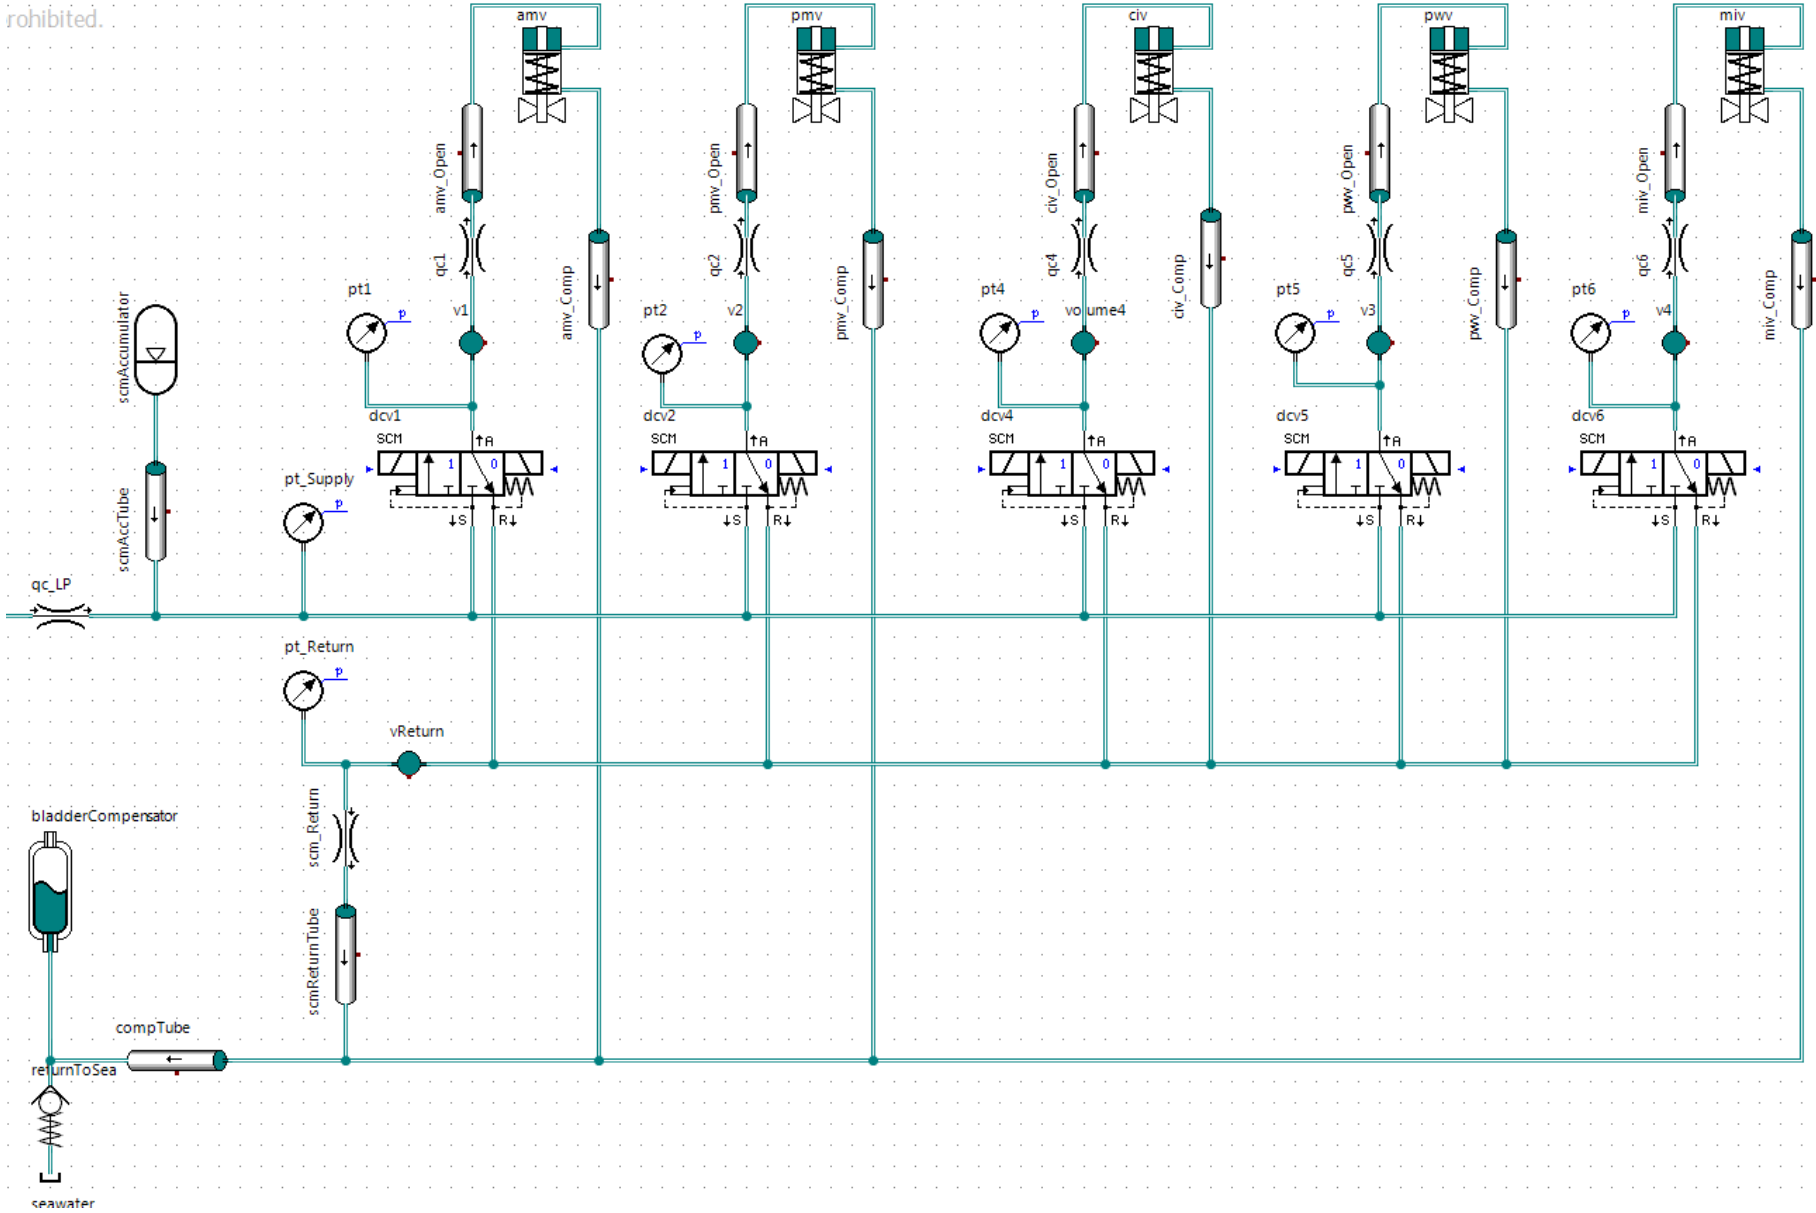 rohibited.
amv
pmv
civ
pwv
miv
amv_Open
pmv_Open
civ_Open
pwv_Open
miv_Open
qc1
qc2
qc4
qc5
qc6
amv_Comp
pmv_Comp
civ_Comp
pwv_Comp
miv_Comp
pt1
p
v1
pt2
p
v2
pt4
p
volume4
pt5
p
v3
pt6
p
v4
scmAccumulator
dcv1
dcv2
dcv4
dcv5
dcv6
SCM
A
1
0
S
R
SCM
A
1
0
S
R
SCM
A
1
0
S
R
SCM
A
1
0
S
R
SCM
A
1
0
S
R
scmAccTube
pt_Supply
p
qc_LP
pt_Return
p
vReturn
scm_Return
bladderCompensator
scmReturnTube
compTube
returnToSea
seawater